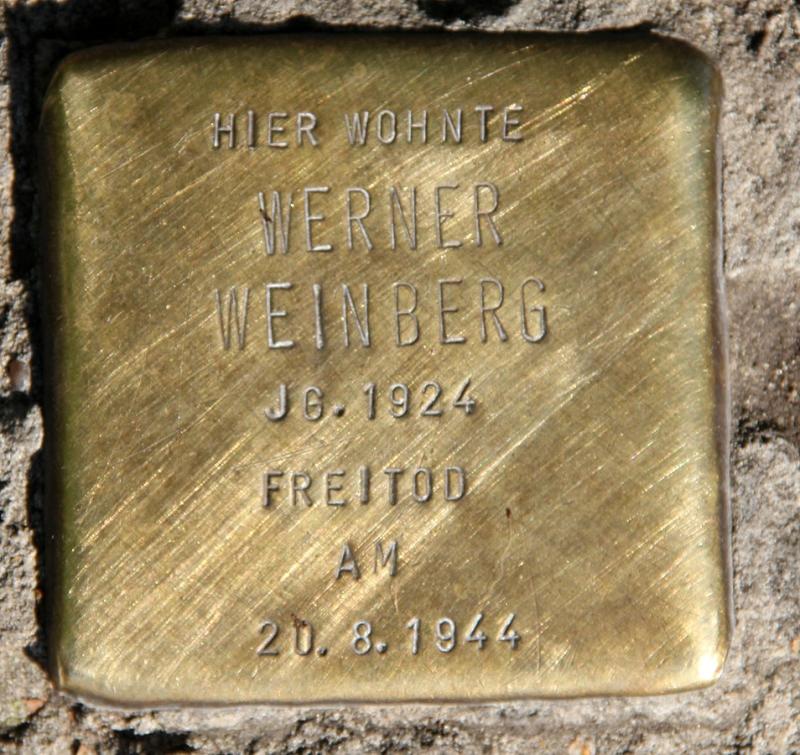 HIER WOHNTE
WERNER
WEINBERG
JG. 1924
FREITOD
AM
20. 8. 1944